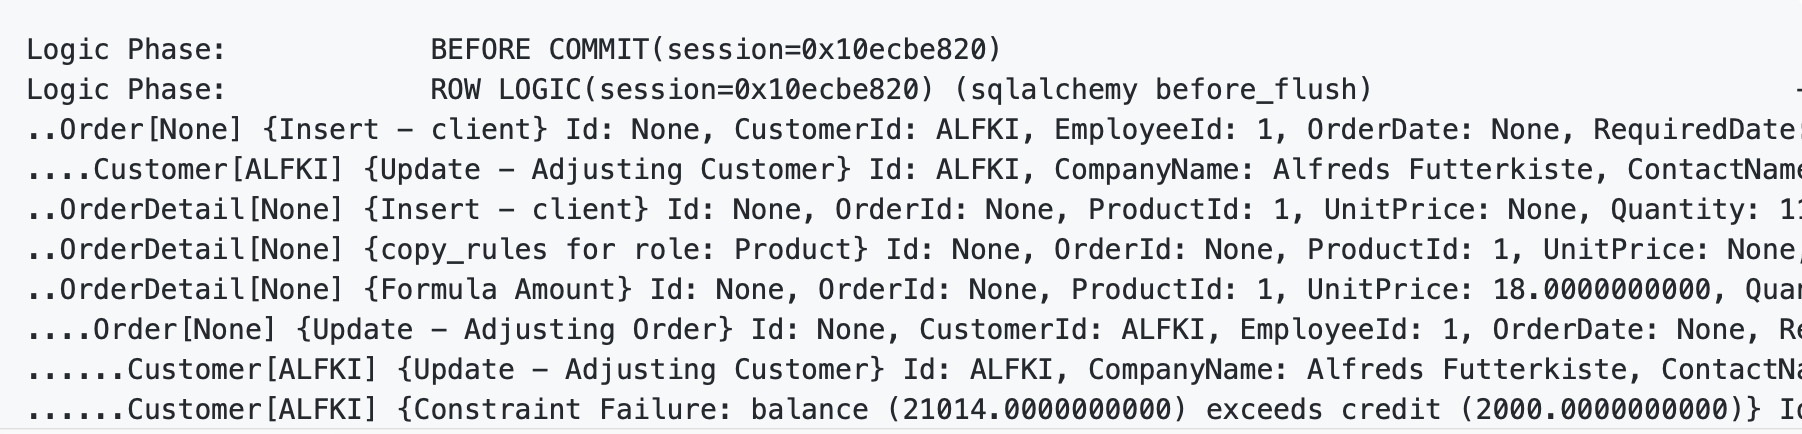 Logic Phase: BEFORE COMMIT(session=0x10ecbe820)
Logic Phase: ROW LOGIC(session=0x10ecbe820) (sqlalchemy before_flush) -
..Order[None] {Insert - client} Id: None, CustomerId: ALFKI, EmployeeId: 1, OrderDate: None, RequiredDate:
....Customer[ALFKI] {Update - Adjusting Customer} Id: ALFKI, CompanyName: Alfreds Futterkiste, ContactName
..OrderDetail[None] {Insert - client} Id: None, OrderId: None, ProductId: 1, UnitPrice: None, Quantity: 11
..OrderDetail[None] {copy_rules for role: Product} Id: None, OrderId: None, ProductId: 1, UnitPrice: None,
..OrderDetail[None] {Formula Amount} Id: None, OrderId: None, ProductId: 1, UnitPrice: 18.0000000000, Quan
....Order[None] {Update - Adjusting Order} Id: None, CustomerId: ALFKI, EmployeeId: 1, OrderDate: None, Re
......Customer[ALFKI] {Update - Adjusting Customer} Id: ALFKI, CompanyName: Alfreds Futterkiste, ContactNa
......Customer[ALFKI] {Constraint Failure: balance (21014.0000000000) exceeds credit (2000.0000000000)} Id